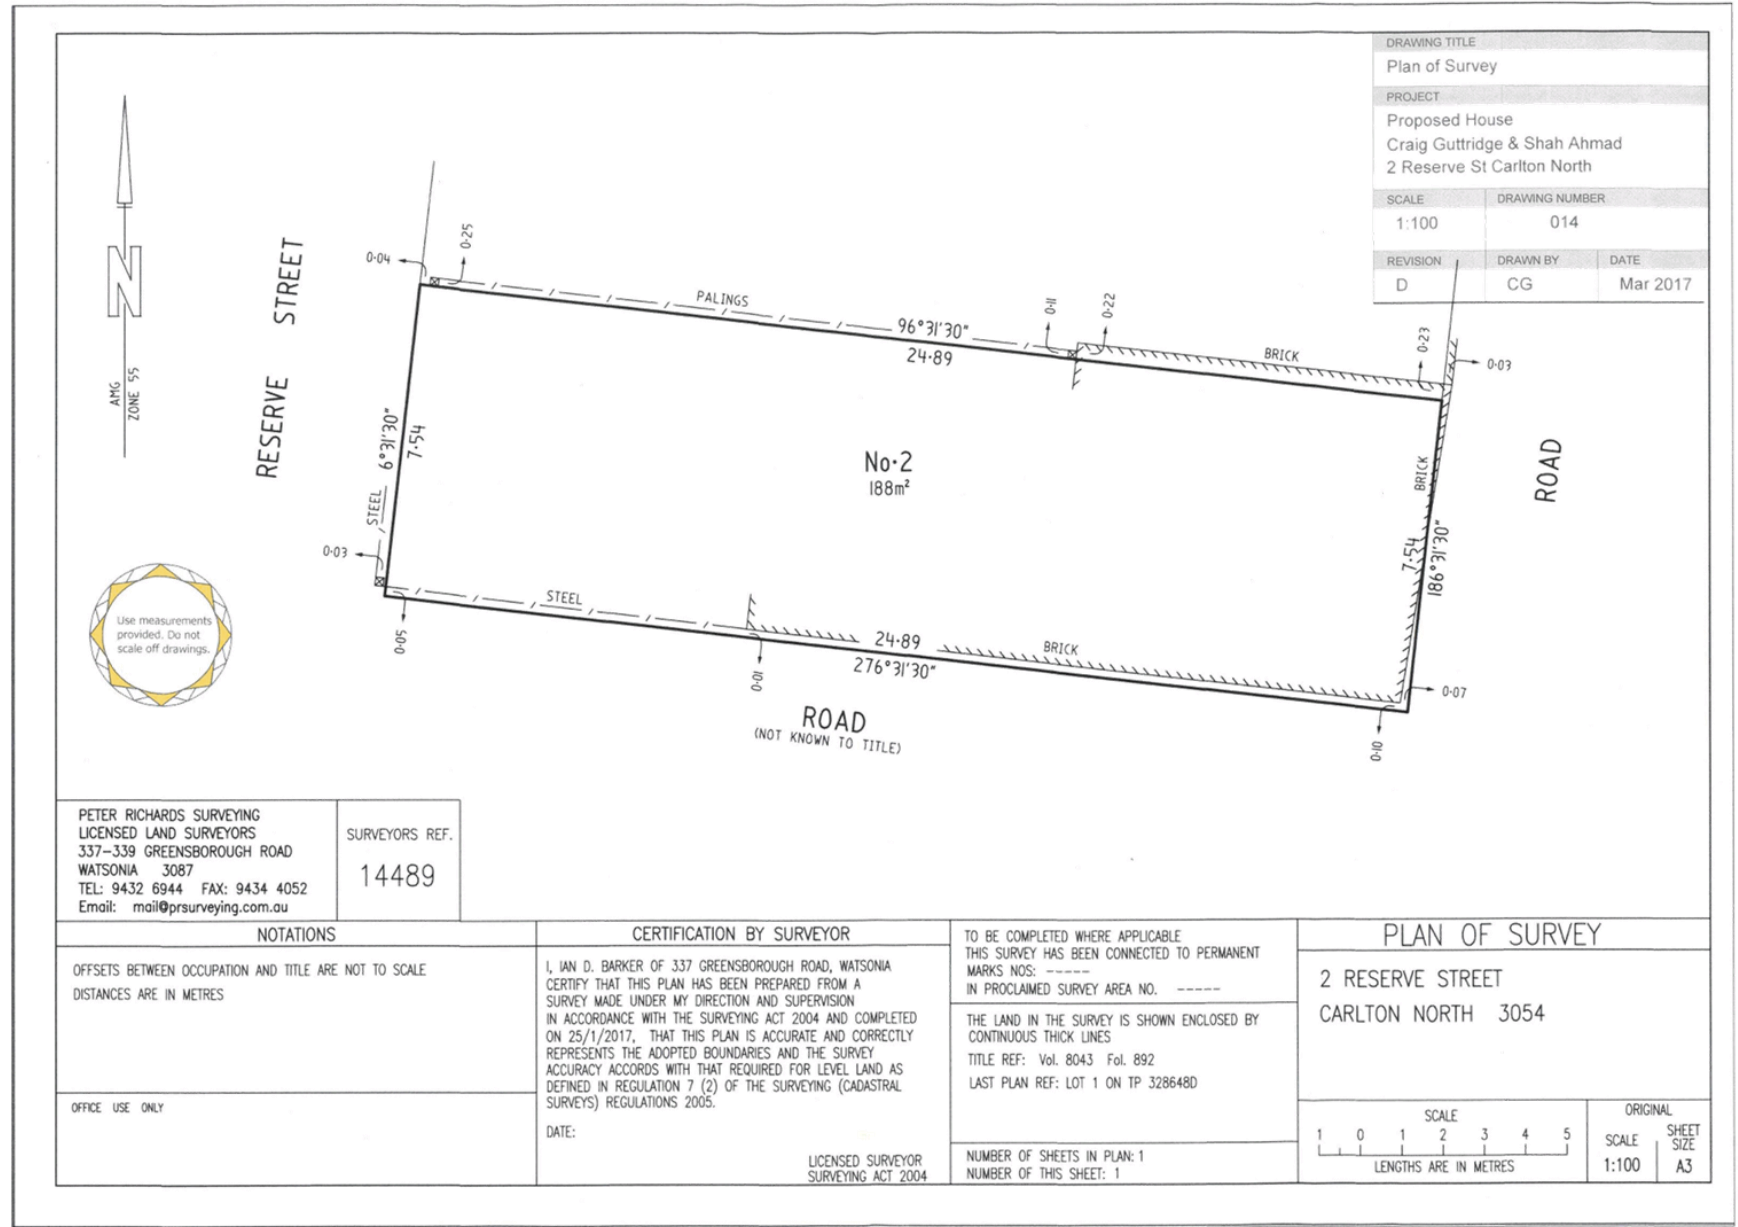 DRAWING TITLE
Plan of Survey
PROJECT
Proposed House
Craig Guttridge & Shah Ahmad
2 Reserve St Carlton North
SCALE DRAWING NUMBER
1:100 014
REVISION DRAWN BY DATE
D CG Mar 2017
N
AMG
ZONE 55
RESERVE STREET
0·04
0·25
PALINGS
96°31'30"
24·89
0·11
0·22
BRICK
0·23
0·03
6°31'30"
7·54
STEEL
0·03
No·2
188m²
BRICK
ROAD
7·54
186°31'30"
Use measurements
provided. Do not
scale off drawings.
STEEL
0·05
24·89
276°31'30"
BRICK
0·01
0·07
0·10
ROAD
(NOT KNOWN TO TITLE)
PETER RICHARDS SURVEYING
LICENSED LAND SURVEYORS
337-339 GREENSBOROUGH ROAD
WATSONIA 3087
TEL: 9432 6944 FAX: 9434 4052
Email: mail@prsurveying.com.au
SURVEYORS REF.
14489
NOTATIONS
OFFSETS BETWEEN OCCUPATION AND TITLE ARE NOT TO SCALE
DISTANCES ARE IN METRES
OFFICE USE ONLY
CERTIFICATION BY SURVEYOR
I, IAN D. BARKER OF 337 GREENSBOROUGH ROAD, WATSONIA
CERTIFY THAT THIS PLAN HAS BEEN PREPARED FROM A
SURVEY MADE UNDER MY DIRECTION AND SUPERVISION
IN ACCORDANCE WITH THE SURVEYING ACT 2004 AND COMPLETED
ON 25/1/2017, THAT THIS PLAN IS ACCURATE AND CORRECTLY
REPRESENTS THE ADOPTED BOUNDARIES AND THE SURVEY
ACCURACY ACCORDS WITH THAT REQUIRED FOR LEVEL LAND AS
DEFINED IN REGULATION 7 (2) OF THE SURVEYING (CADASTRAL
SURVEYS) REGULATIONS 2005.
DATE:
LICENSED SURVEYOR
SURVEYING ACT 2004
TO BE COMPLETED WHERE APPLICABLE
THIS SURVEY HAS BEEN CONNECTED TO PERMANENT
MARKS NOS: -----
IN PROCLAIMED SURVEY AREA NO. -----
THE LAND IN THE SURVEY IS SHOWN ENCLOSED BY
CONTINUOUS THICK LINES
TITLE REF: Vol. 8043 Fol. 892
LAST PLAN REF: LOT 1 ON TP 328648D
NUMBER OF SHEETS IN PLAN: 1
NUMBER OF THIS SHEET: 1
PLAN OF SURVEY
2 RESERVE STREET
CARLTON NORTH 3054
SCALE
1 0 1 2 3 4 5
LENGTHS ARE IN METRES
ORIGINAL
SCALE
1:100
SHEET
SIZE
A3